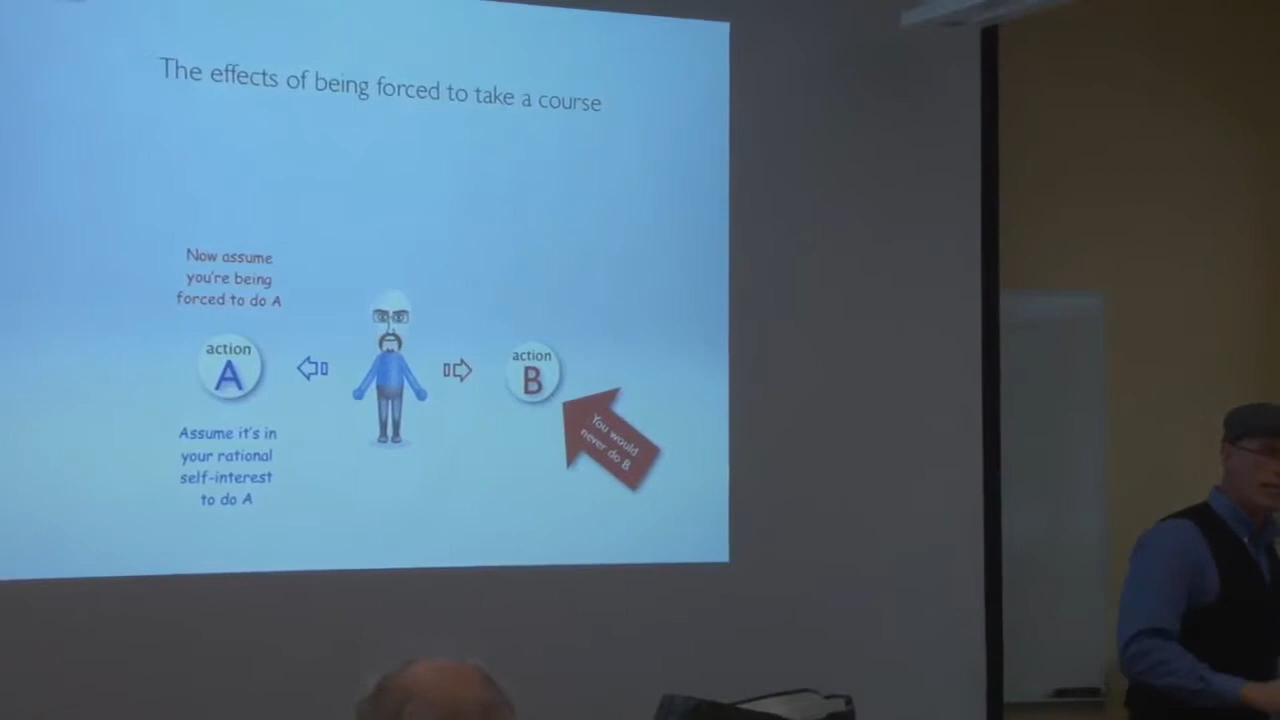 The effects of being forced to take a course
Now assume
you're being
forced to do A
action
A
Assume it's in
your rational
self-interest
to do A
action
B
You would
never do B